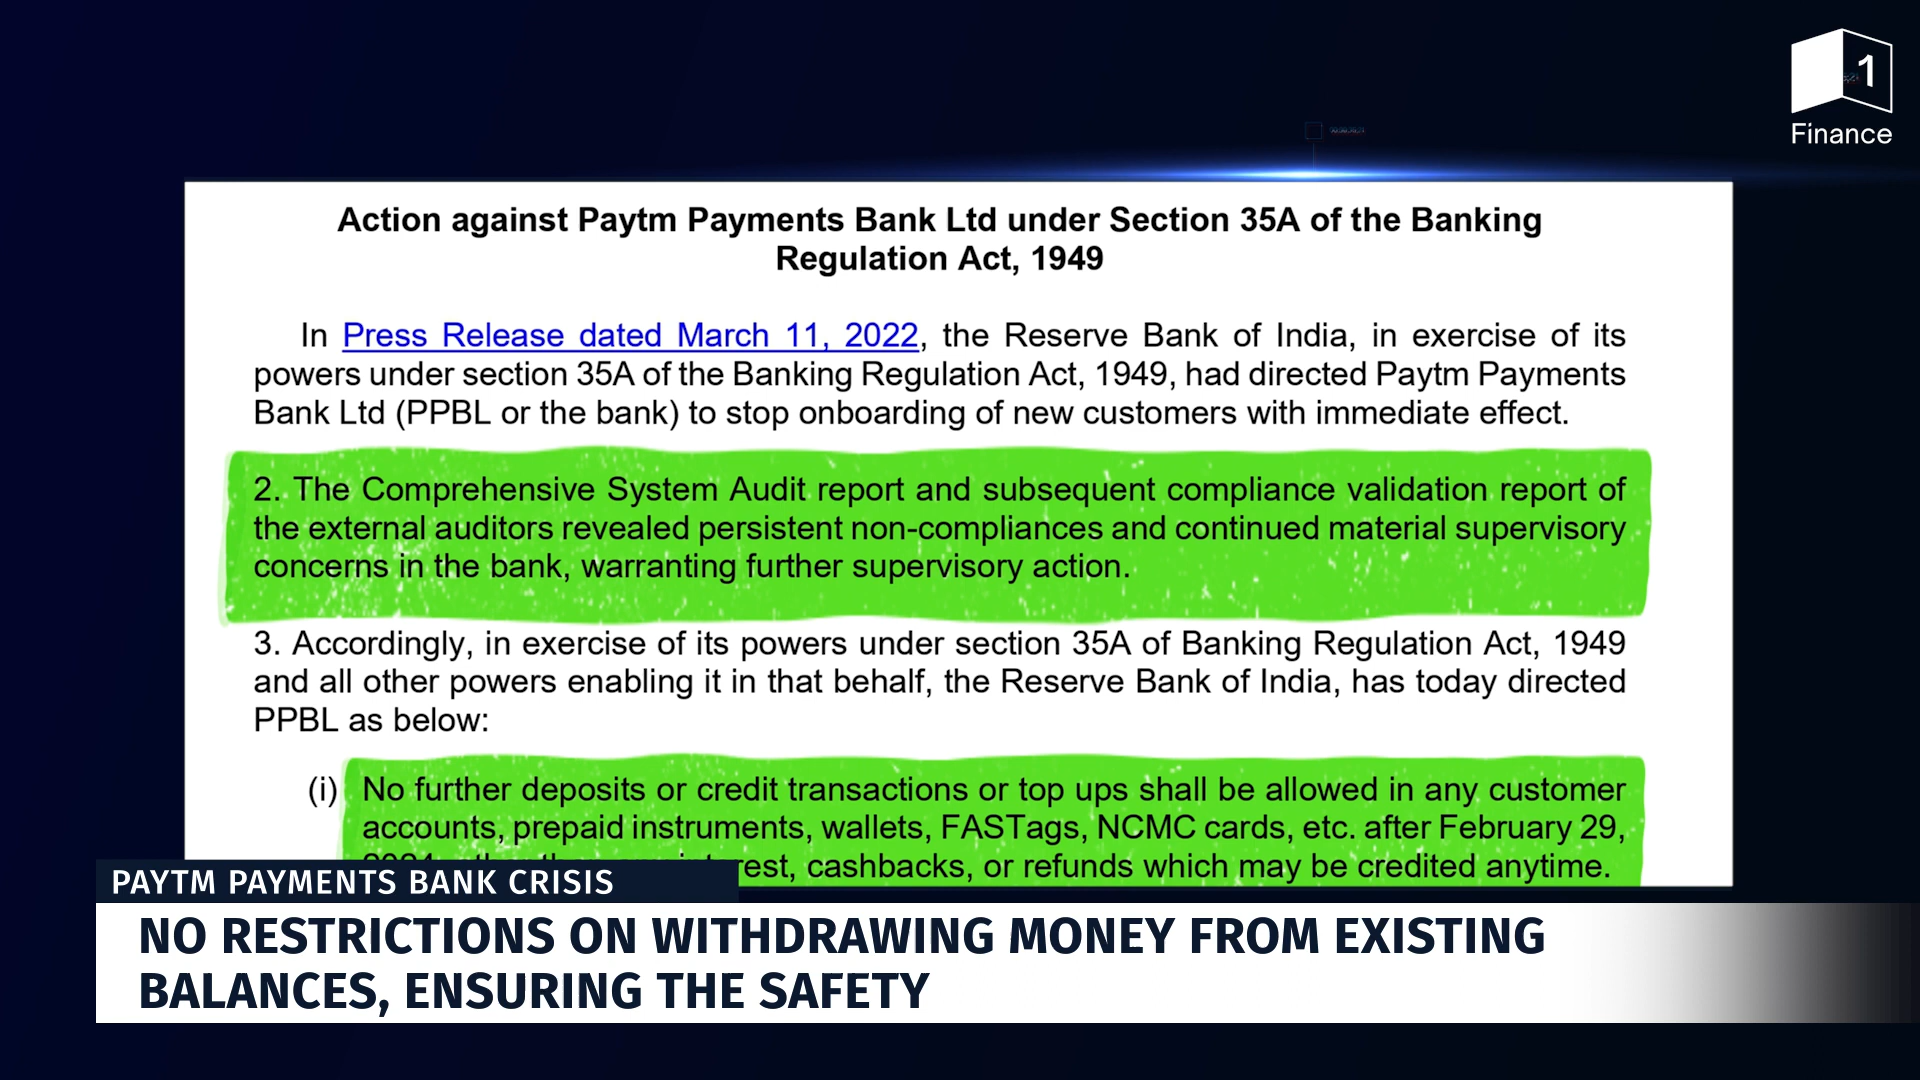 1
Finance
Action against Paytm Payments Bank Ltd under Section 35A of the Banking
Regulation Act, 1949
In Press Release dated March 11, 2022, the Reserve Bank of India, in exercise of its
powers under section 35A of the Banking Regulation Act, 1949, had directed Paytm Payments
Bank Ltd (PPBL or the bank) to stop onboarding of new customers with immediate effect.
2. The Comprehensive System Audit report and subsequent compliance validation report of
the external auditors revealed persistent non-compliances and continued material supervisory
concerns in the bank, warranting further supervisory action.
3. Accordingly, in exercise of its powers under section 35A of Banking Regulation Act, 1949
and all other powers enabling it in that behalf, the Reserve Bank of India, has today directed
PPBL as below:
(i) No further deposits or credit transactions or top ups shall be allowed in any customer
accounts, prepaid instruments, wallets, FASTags, NCMC cards, etc. after February 29,
cashbacks, or refunds which may be credited anytime.
PAYTM PAYMENTS BANK CRISIS
NO RESTRICTIONS ON WITHDRAWING MONEY FROM EXISTING
BALANCES, ENSURING THE SAFETY